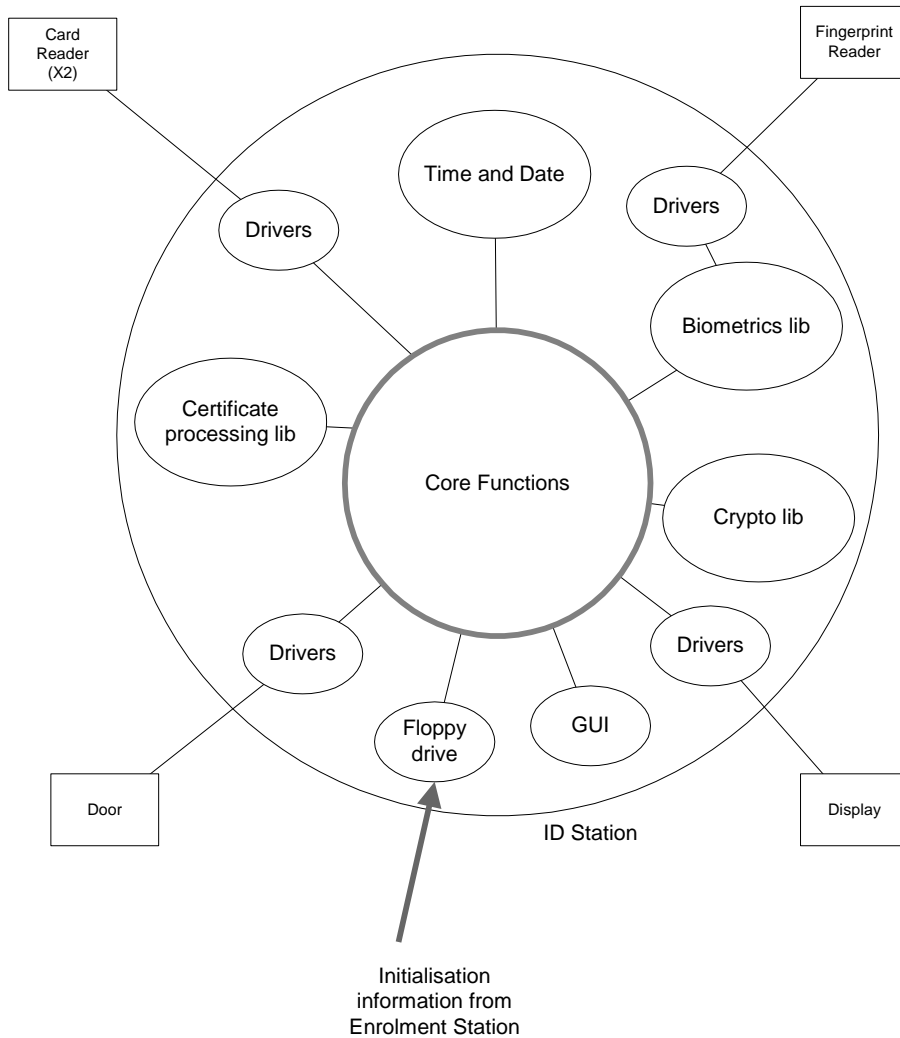 Card
Reader
(X2)
Fingerprint
Reader
Time and Date
Drivers
Drivers
Biometrics lib
Certificate
processing lib
Core Functions
Crypto lib
Drivers
Drivers
Floppy
drive
GUI
Door
Display
ID Station
Initialisation
information from
Enrolment Station